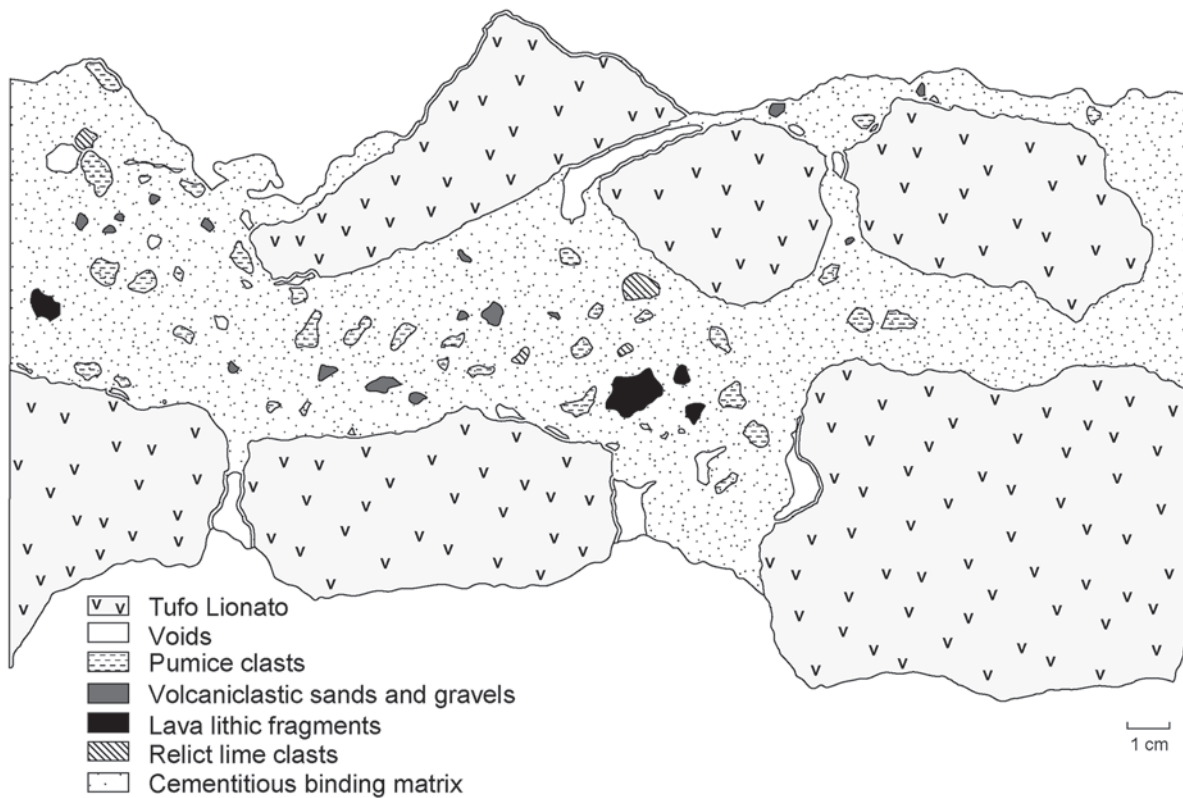 Tufo Lionato
Voids
Pumice clasts
Volcaniclastic sands and gravels
Lava lithic fragments
Relict lime clasts
Cementitious binding matrix
1 cm